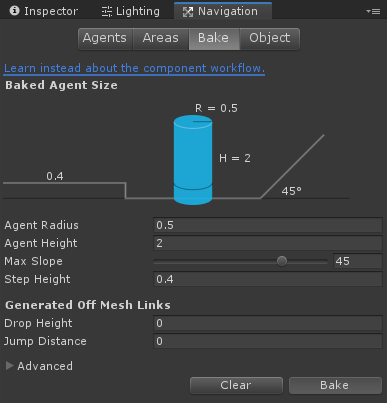 Inspector Lighting Navigation
Agents Areas Bake Object
Learn instead about the component workflow.
Baked Agent Size
R = 0.5
H = 2
0.4
45°
Agent Radius 0.5
Agent Height 2
Max Slope 45
Step Height 0.4
Generated Off Mesh Links
Drop Height 0
Jump Distance 0
Advanced
Clear Bake